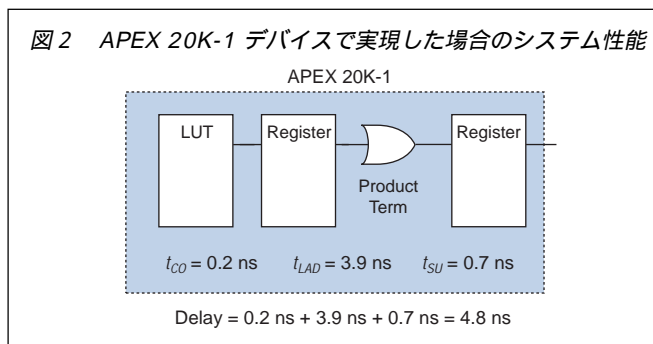 図 2 APEX 20K-1 デバイスで実現した場合のシステム性能
APEX 20K-1
LUT
Register
Register
Product
Term
tCO = 0.2 ns
tLAD = 3.9 ns
tSU = 0.7 ns
Delay = 0.2 ns + 3.9 ns + 0.7 ns = 4.8 ns